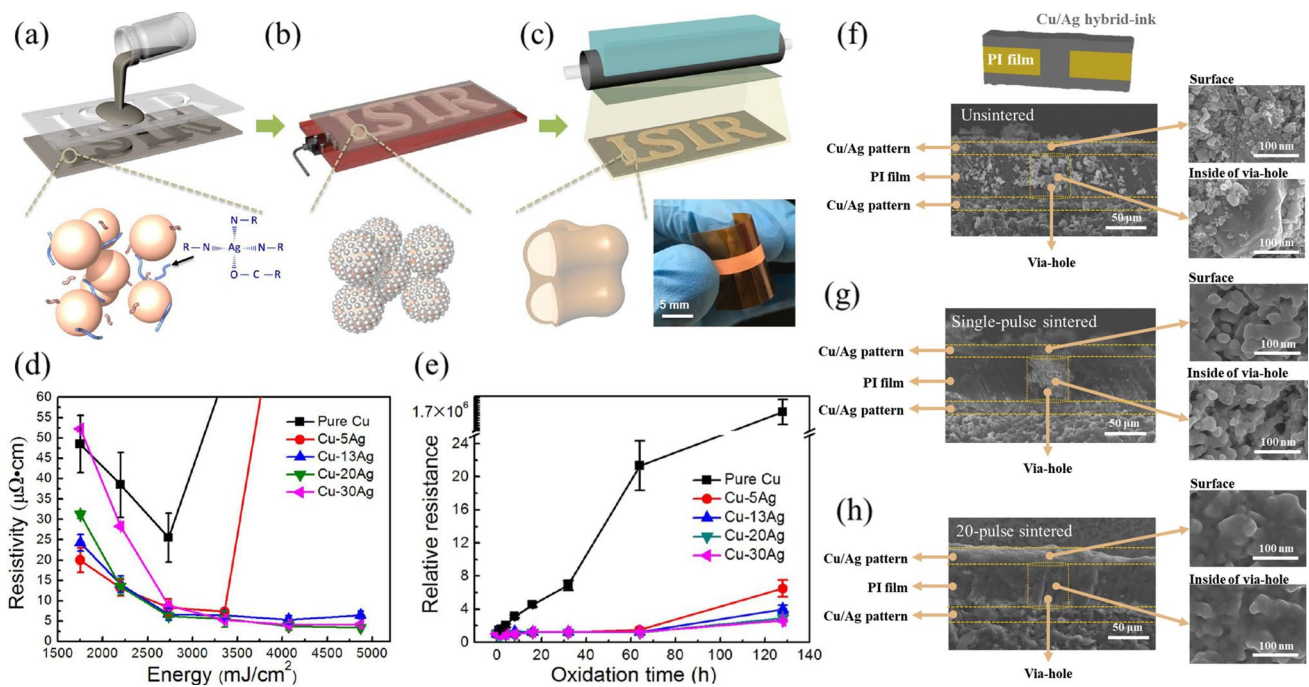 (a)
ISIR
N—R
R—N
Ag
N—R
O—C—R
(b)
ISIR
(c)
ISIR
5 mm
(d)
Resistivity (μΩ•cm)
60
55
50
45
40
35
30
25
20
15
10
5
0
Pure Cu
Cu-5Ag
Cu-13Ag
Cu-20Ag
Cu-30Ag
1500 2000 2500 3000 3500 4000 4500 5000
Energy (mJ/cm²)
(e)
Relative resistance
1.7×10⁶
24
20
16
12
8
4
0
Pure Cu
Cu-5Ag
Cu-13Ag
Cu-20Ag
Cu-30Ag
0 20 40 60 80 100 120 140
Oxidation time (h)
(f)
Cu/Ag hybrid-ink
PI film
Unsintered
Cu/Ag pattern
PI film
Cu/Ag pattern
50 μm
Via-hole
Surface
100 nm
Inside of via-hole
100 nm
(g)
Single-pulse sintered
Cu/Ag pattern
PI film
Cu/Ag pattern
50 μm
Via-hole
Surface
100 nm
Inside of via-hole
100 nm
(h)
20-pulse sintered
Cu/Ag pattern
PI film
Cu/Ag pattern
50 μm
Via-hole
Surface
100 nm
Inside of via-hole
100 nm